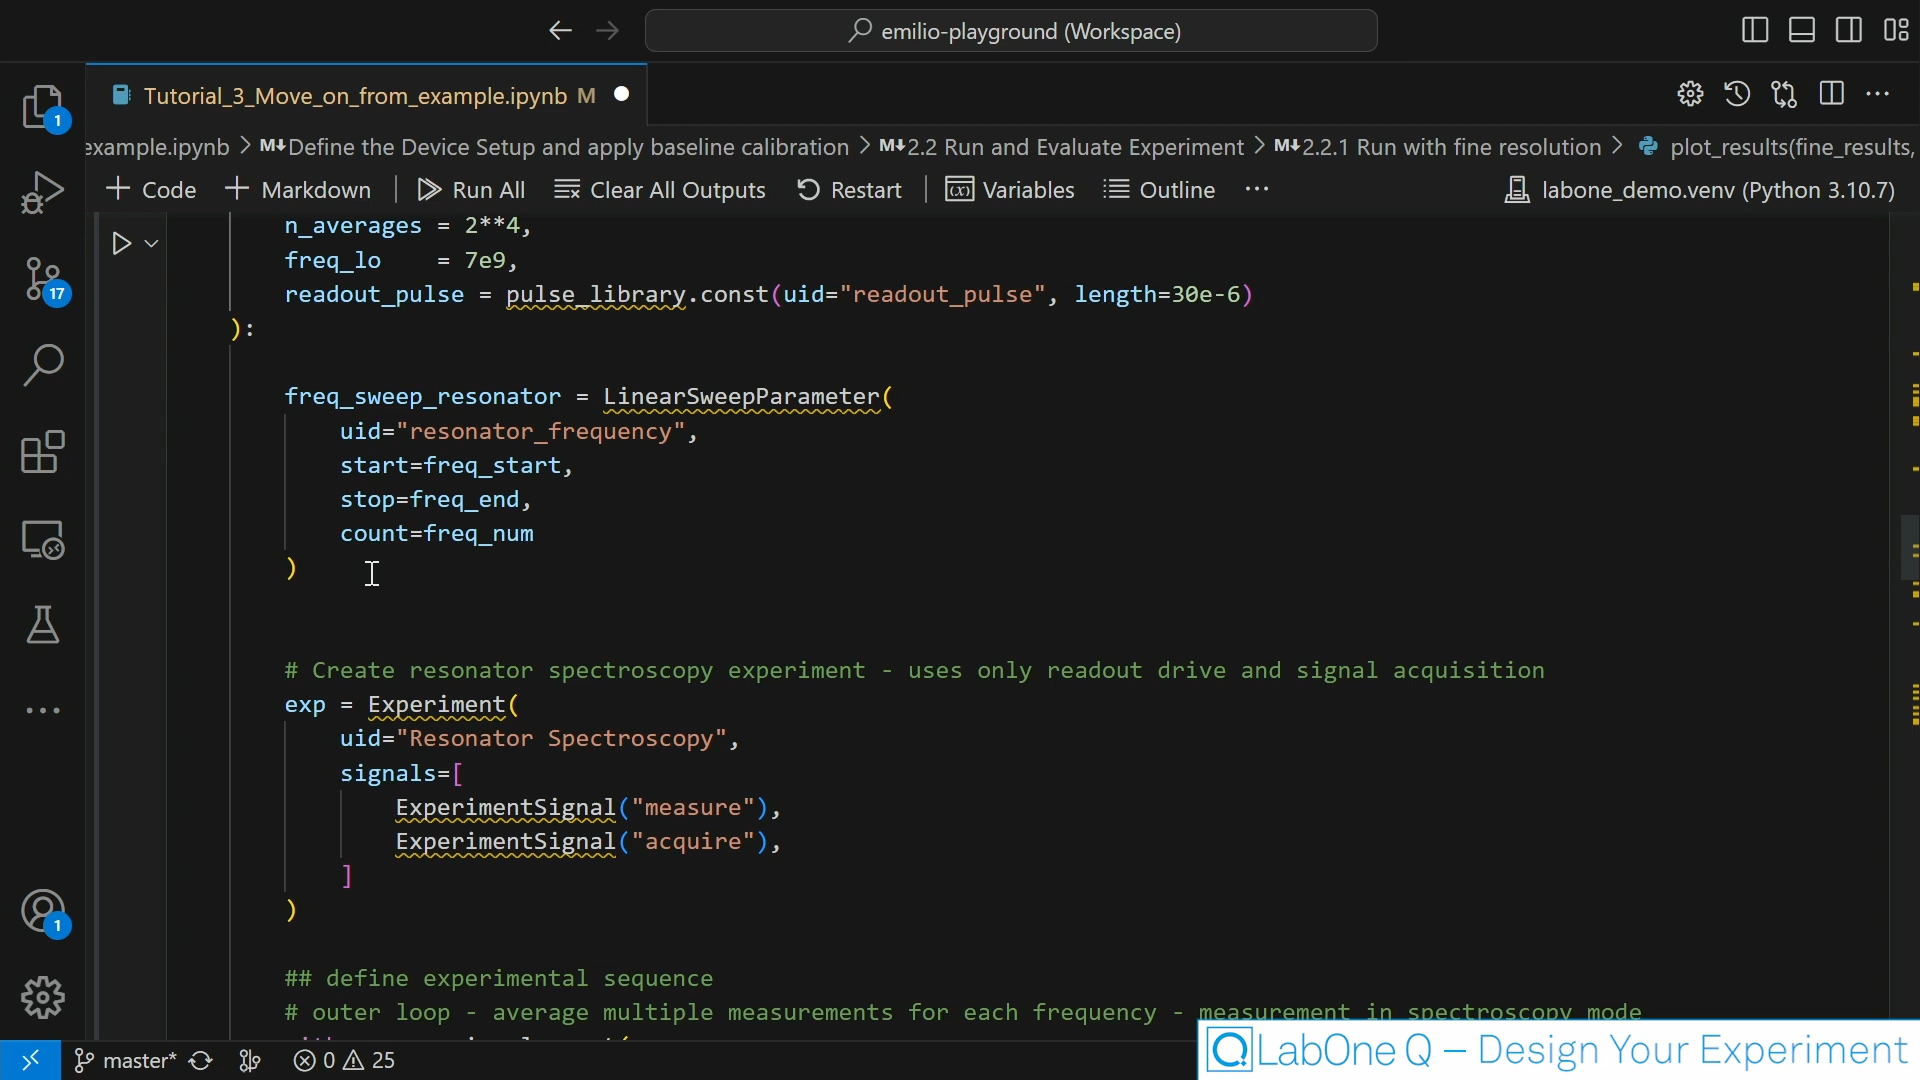 emilio-playground (Workspace)
Tutorial_3_Move_on_from_example.ipynb M
example.ipynb > M↓Define the Device Setup and apply baseline calibration > M↓2.2 Run and Evaluate Experiment > M↓2.2.1 Run with fine resolution > plot_results(fine_results,
+ Code + Markdown | Run All Clear All Outputs Restart | Variables Outline ··· labone_demo.venv (Python 3.10.7)
n_averages = 2**4,
freq_lo    = 7e9,
readout_pulse = pulse_library.const(uid="readout_pulse", length=30e-6)
):
freq_sweep_resonator = LinearSweepParameter(
uid="resonator_frequency",
start=freq_start,
stop=freq_end,
count=freq_num
)
# Create resonator spectroscopy experiment - uses only readout drive and signal acquisition
exp = Experiment(
uid="Resonator Spectroscopy",
signals=[
ExperimentSignal("measure"),
ExperimentSignal("acquire"),
]
)
## define experimental sequence
# outer loop - average multiple measurements for each frequency - measurement in spectroscopy mode
1
17
1
master* 0 25
LabOne Q – Design Your Experiment